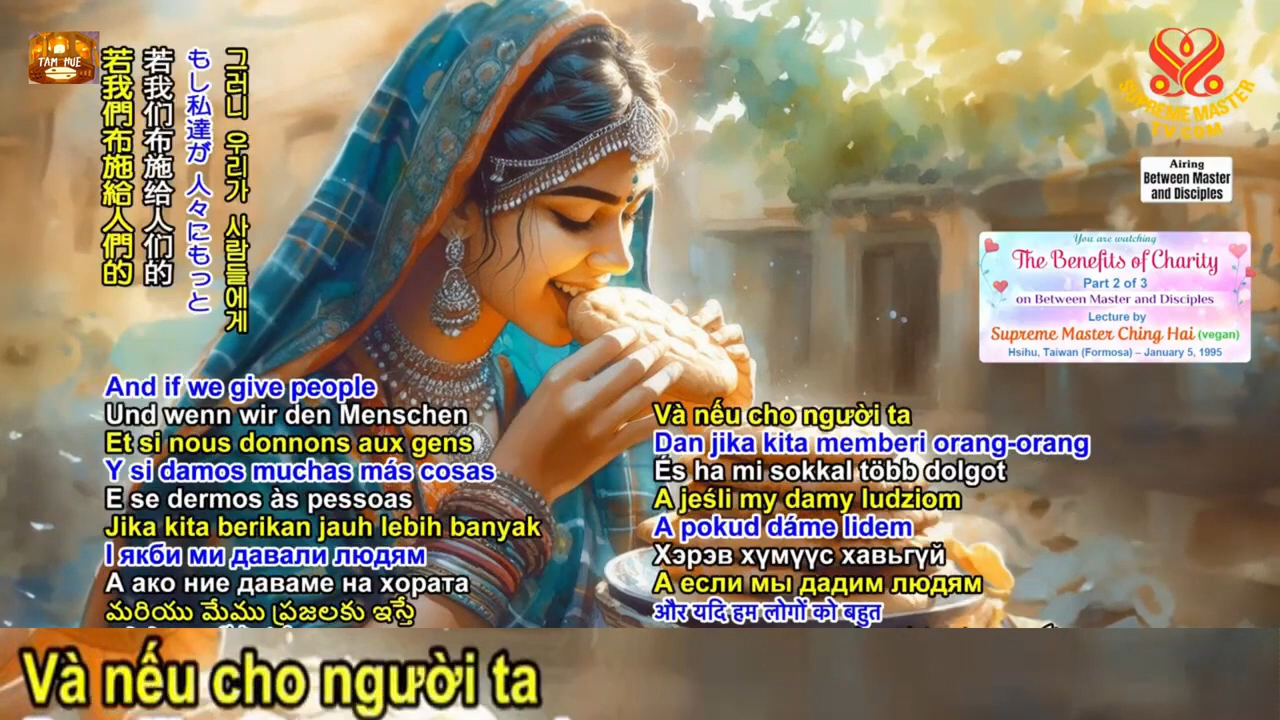 TAM HUE
若我們布施給人們的
若我们布施给人们的
もし私達が 人々にもっと
그러니 우리가 사람들에게
SUPREME MASTER
TV.COM
Airing
Between Master
and Disciples
You are watching
The Benefits of Charity
Part 2 of 3
on Between Master and Disciples
Lecture by
Supreme Master Ching Hai (vegan)
Hsihu, Taiwan (Formosa) – January 5, 1995
And if we give people
Und wenn wir den Menschen
Et si nous donnons aux gens
Y si damos muchas más cosas
E se dermos às pessoas
Jika kita berikan jauh lebih banyak
І якби ми давали людям
А ако ние даваме на хората
మరియు మేము ప్రజలకు ఇస్తే
Và nếu cho người ta
Dan jika kita memberi orang-orang
És ha mi sokkal több dolgot
A jeśli my damy ludziom
A pokud dáme lidem
Хэрэв хүмүүс хавьгүй
А если мы дадим людям
और यदि हम लोगों को बहुत
Và nếu cho người ta